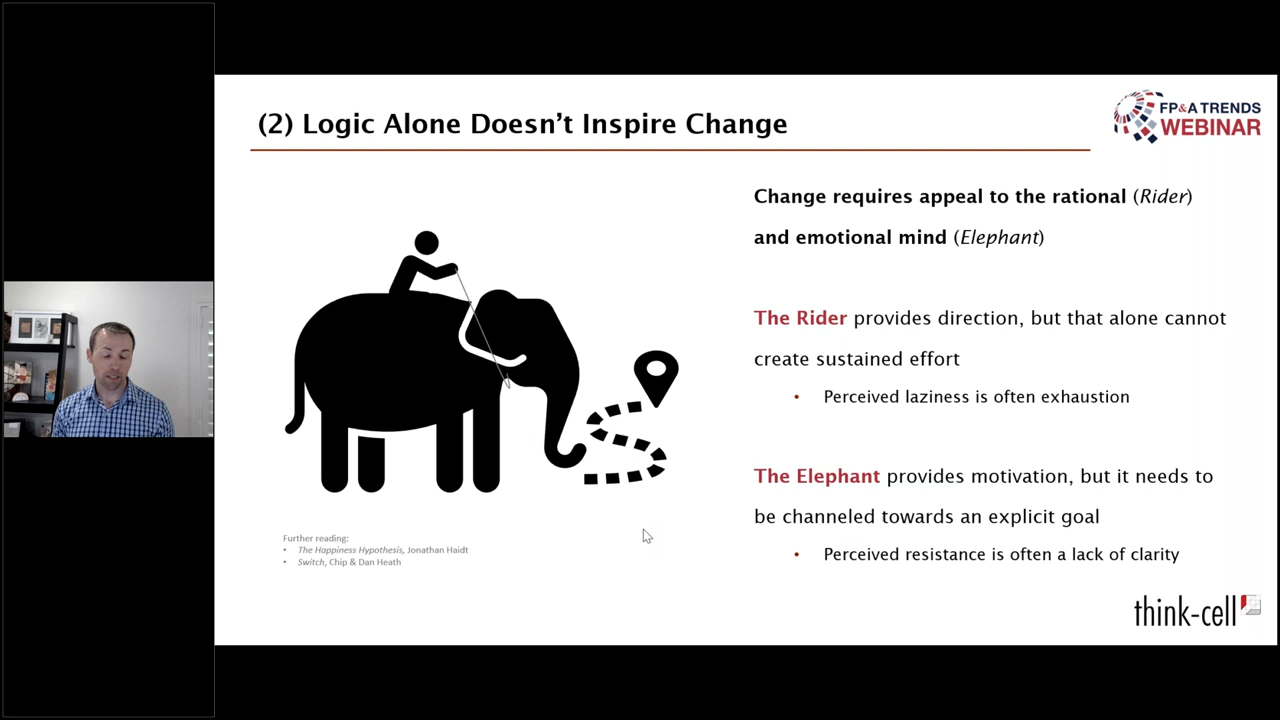 (2) Logic Alone Doesn't Inspire Change
FP&A TRENDS
WEBINAR
Change requires appeal to the rational (Rider)
and emotional mind (Elephant)
The Rider provides direction, but that alone cannot
create sustained effort
• Perceived laziness is often exhaustion
The Elephant provides motivation, but it needs to
be channeled towards an explicit goal
• Perceived resistance is often a lack of clarity
Further reading:
• The Happiness Hypothesis, Jonathan Haidt
• Switch, Chip & Dan Heath
think-cell